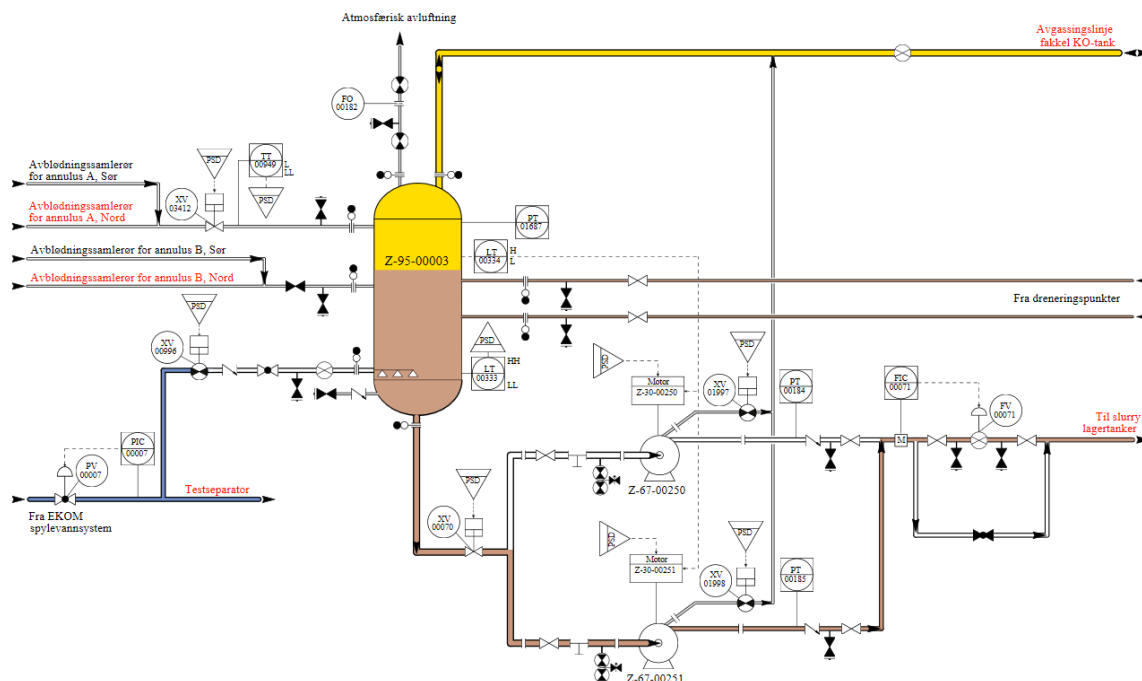 Atmosfærisk avluftning
Avgassingslinje
fakkel KO-tank
FO
00182
PSD
TT
00949
L
LL
PSD
Avblødningssamlerør
for annulus A, Sør
XV
03412
Avblødningssamlerør
for annulus A, Nord
PT
01687
Avblødningssamlerør for annulus B, Sør
Z-95-00003
LT
00334
H
L
Avblødningssamlerør for annulus B, Nord
Fra dreneringspunkter
PSD
XV
00996
PSD
HH
LT
00333
LL
PSD
Motor
Z-30-00250
PSD
XV
01997
PT
00184
FIC
00071
FV
00071
M
Til slurry
lagertanker
PIC
00007
PV
00007
Testseparator
Fra EKOM
spylevannsystem
Z-67-00250
PSD
XV
00070
PSD
Motor
Z-30-00251
PSD
XV
01998
PT
00185
Z-67-00251